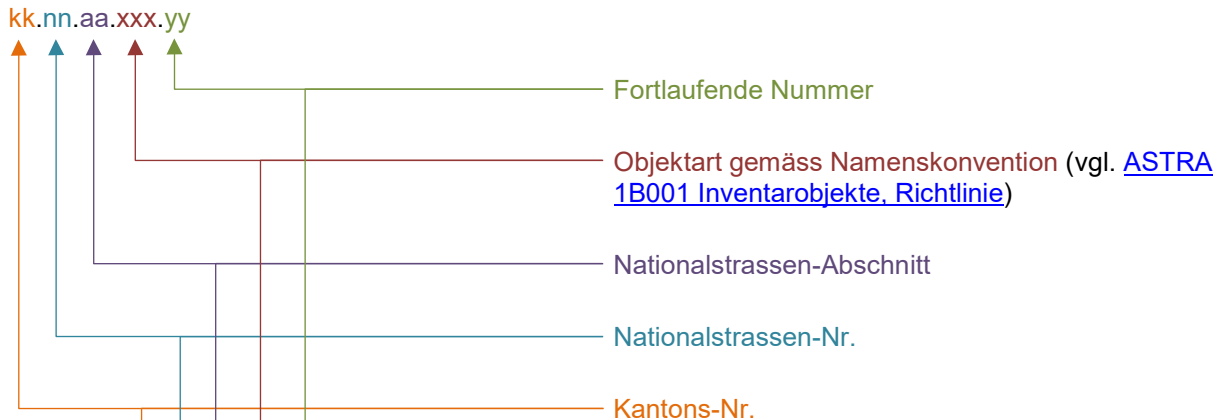 kk.nn.aa.xxx.yy
Fortlaufende Nummer
Objektart gemäss Namenskonvention (vgl. ASTRA
1B001 Inventarobjekte, Richtlinie)
Nationalstrassen-Abschnitt
Nationalstrassen-Nr.
Kantons-Nr.